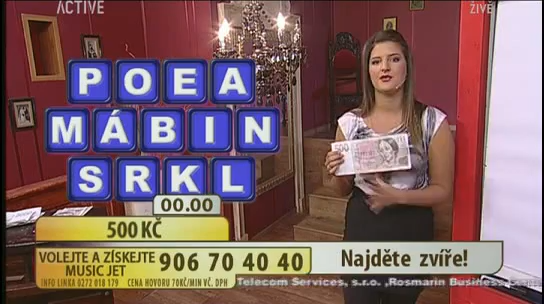 ACTIVE
ŽIVĚ
POEA
MÁBIN
SRKL
00.00
500 KČ
VOLEJTE A ZÍSKEJTE
MUSIC JET
906 70 40 40
INFO LINKA 0272 018 179 CENA HOVORU 70KČ/MIN VČ. DPH
500
Najděte zvíře!
Telecom Services, s.r.o. ,Rosmarin Business